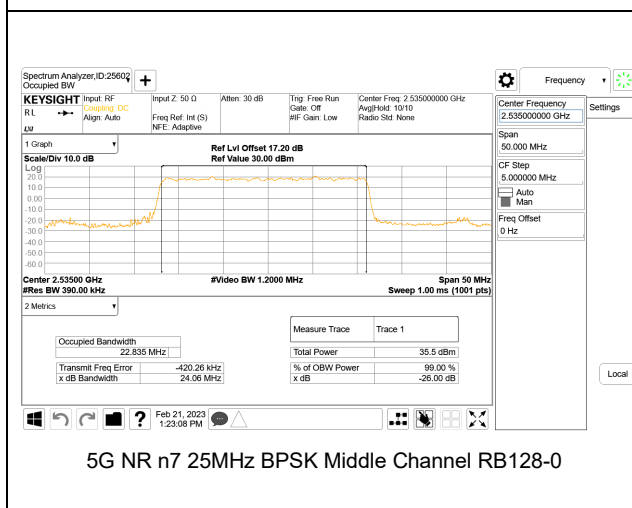 Spectrum Analyzer,ID:25602
Occupied BW
Frequency
KEYSIGHT
RL
Input: RF
Coupling: DC
Align: Auto
Input Z: 50 Ω
Freq Ref: Int (S)
NFE: Adaptive
Atten: 30 dB
Trig: Free Run
Gate: Off
#IF Gain: Low
Center Freq: 2.535000000 GHz
Avg|Hold: 10/10
Radio Std: None
Center Frequency
2.535000000 GHz
Settings
Span
50.000 MHz
CF Step
5.000000 MHz
Auto
Man
Freq Offset
0 Hz
Local
1 Graph
Scale/Div 10.0 dB
Ref Lvl Offset 17.20 dB
Ref Value 30.00 dBm
Log
20.0
10.0
0.00
-10.0
-20.0
-30.0
-40.0
-50.0
-60.0
Center 2.53500 GHz
#Video BW 1.2000 MHz
Span 50 MHz
#Res BW 390.00 kHz
Sweep 1.00 ms (1001 pts)
2 Metrics
Measure Trace Trace 1
Occupied Bandwidth
22.835 MHz
Total Power 35.5 dBm
Transmit Freq Error -420.26 kHz
% of OBW Power 99.00 %
x dB Bandwidth 24.06 MHz
x dB -26.00 dB
Feb 21, 2023
1:23:08 PM
5G NR n7 25MHz BPSK Middle Channel RB128-0